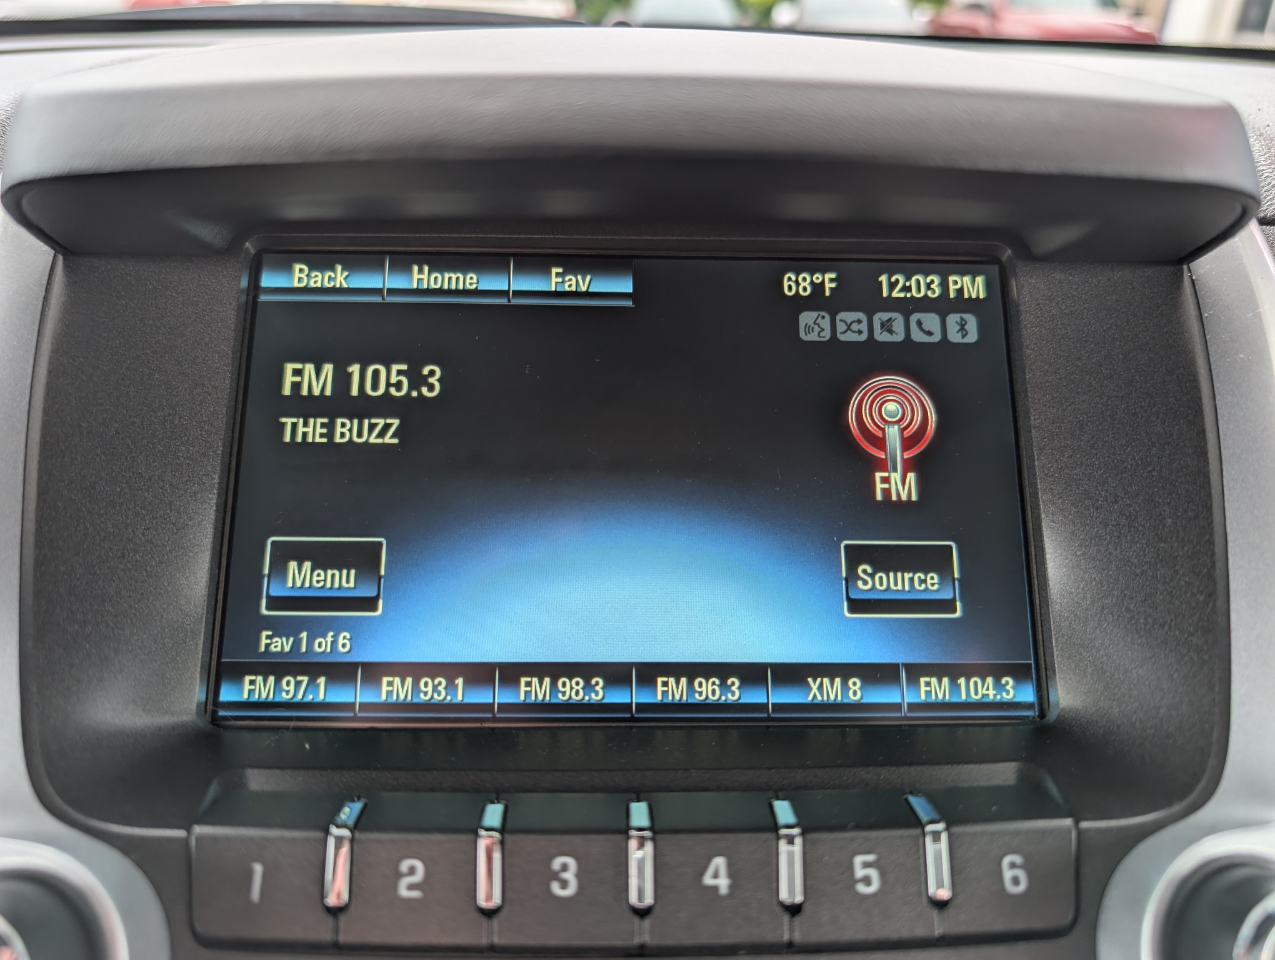 Back Home Fav 68°F 12:03 PM
FM 105.3
THE BUZZ
FM
Menu Source
Fav 1 of 6
FM 97.1 FM 93.1 FM 98.3 FM 96.3 XM 8 FM 104.3
1 2 3 4 5 6